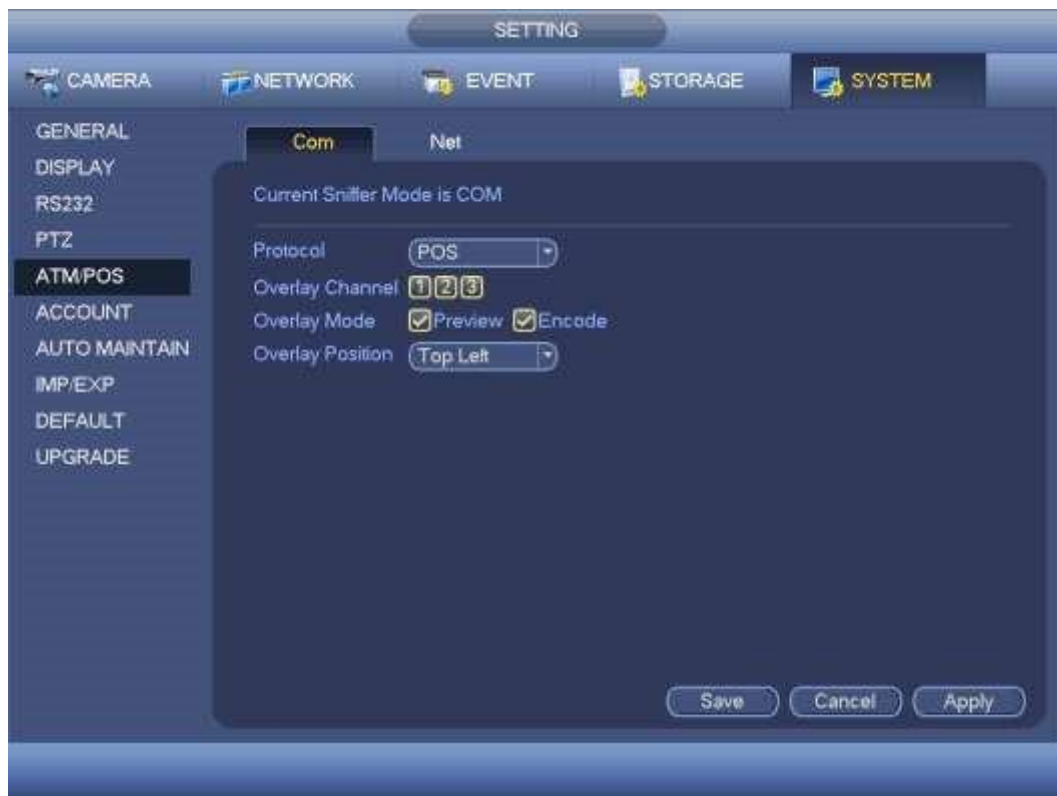 SETTING
CAMERA NETWORK EVENT STORAGE SYSTEM
GENERAL
DISPLAY
RS232
PTZ
ATM/POS
ACCOUNT
AUTO MAINTAIN
IMP/EXP
DEFAULT
UPGRADE
Com Net
Current Sniffer Mode is COM
Protocol POS
Overlay Channel 1 2 3
Overlay Mode Preview Encode
Overlay Position Top Left
Save Cancel Apply